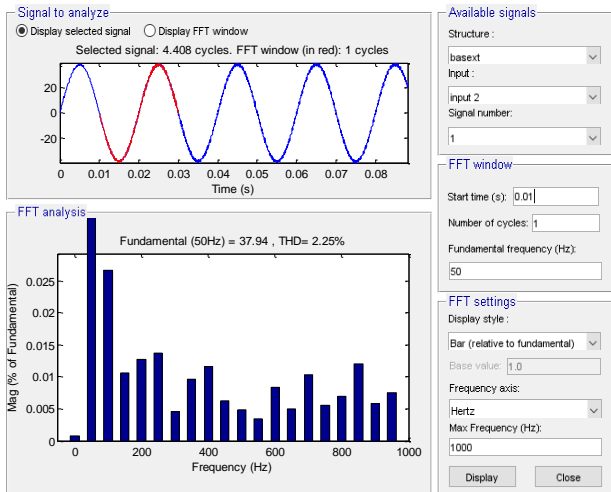 Signal to analyze
Display selected signal
Display FFT window
Selected signal: 4.408 cycles. FFT window (in red): 1 cycles
20
0
-20
0 0.01 0.02 0.03 0.04 0.05 0.06 0.07 0.08
Time (s)
FFT analysis
Fundamental (50Hz) = 37.94 , THD= 2.25%
Mag (% of Fundamental)
0.025
0.02
0.015
0.01
0.005
0
0 200 400 600 800 1000
Frequency (Hz)
Available signals
Structure :
basext
Input :
input 2
Signal number:
1
FFT window
Start time (s): 0.01
Number of cycles: 1
Fundamental frequency (Hz):
50
FFT settings
Display style :
Bar (relative to fundamental)
Base value: 1.0
Frequency axis:
Hertz
Max Frequency (Hz):
1000
Display
Close